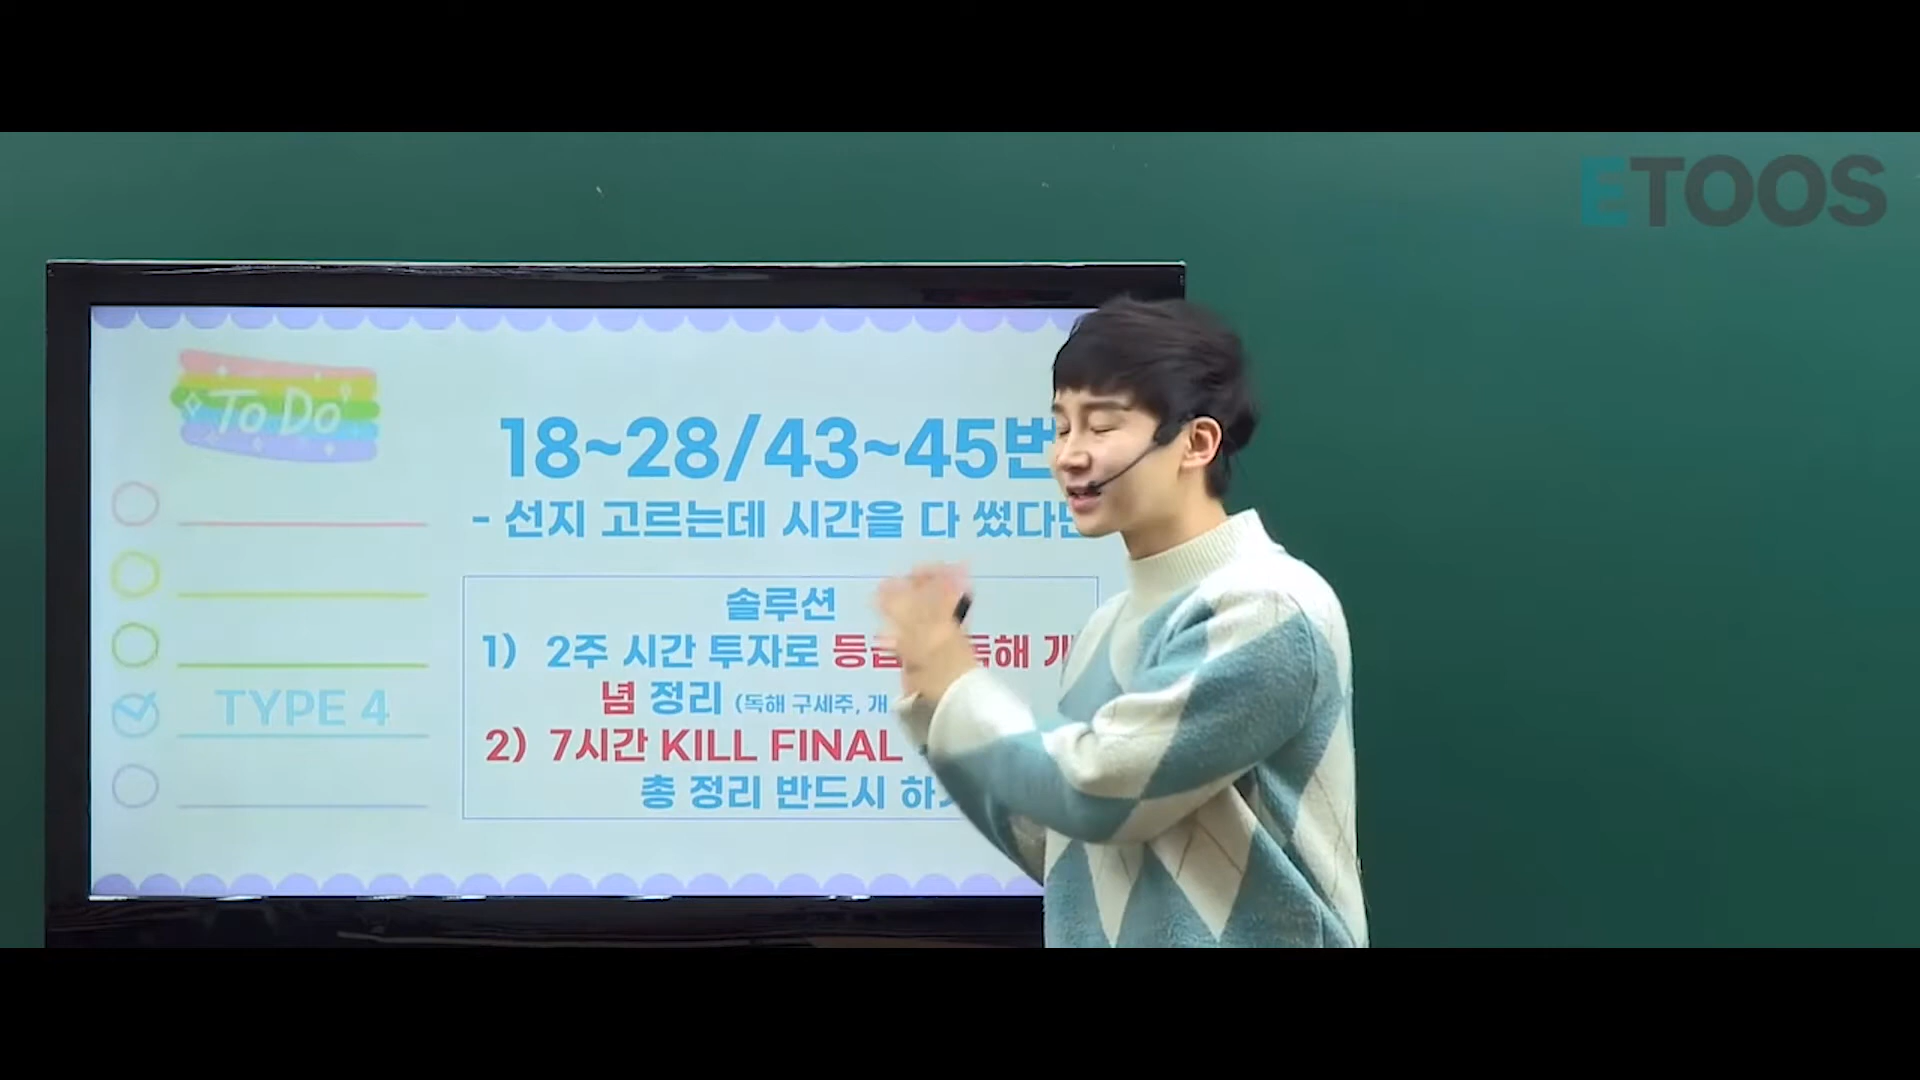 ETOOS
To Do
18~28/43~45번
- 선지 고르는데 시간을 다 썼다면
솔루션
1) 2주 시간 투자로 독해 개
념 정리 (독해 구세주, 개
2) 7시간 KILL FINAL
총 정리 반드시 하
TYPE 4